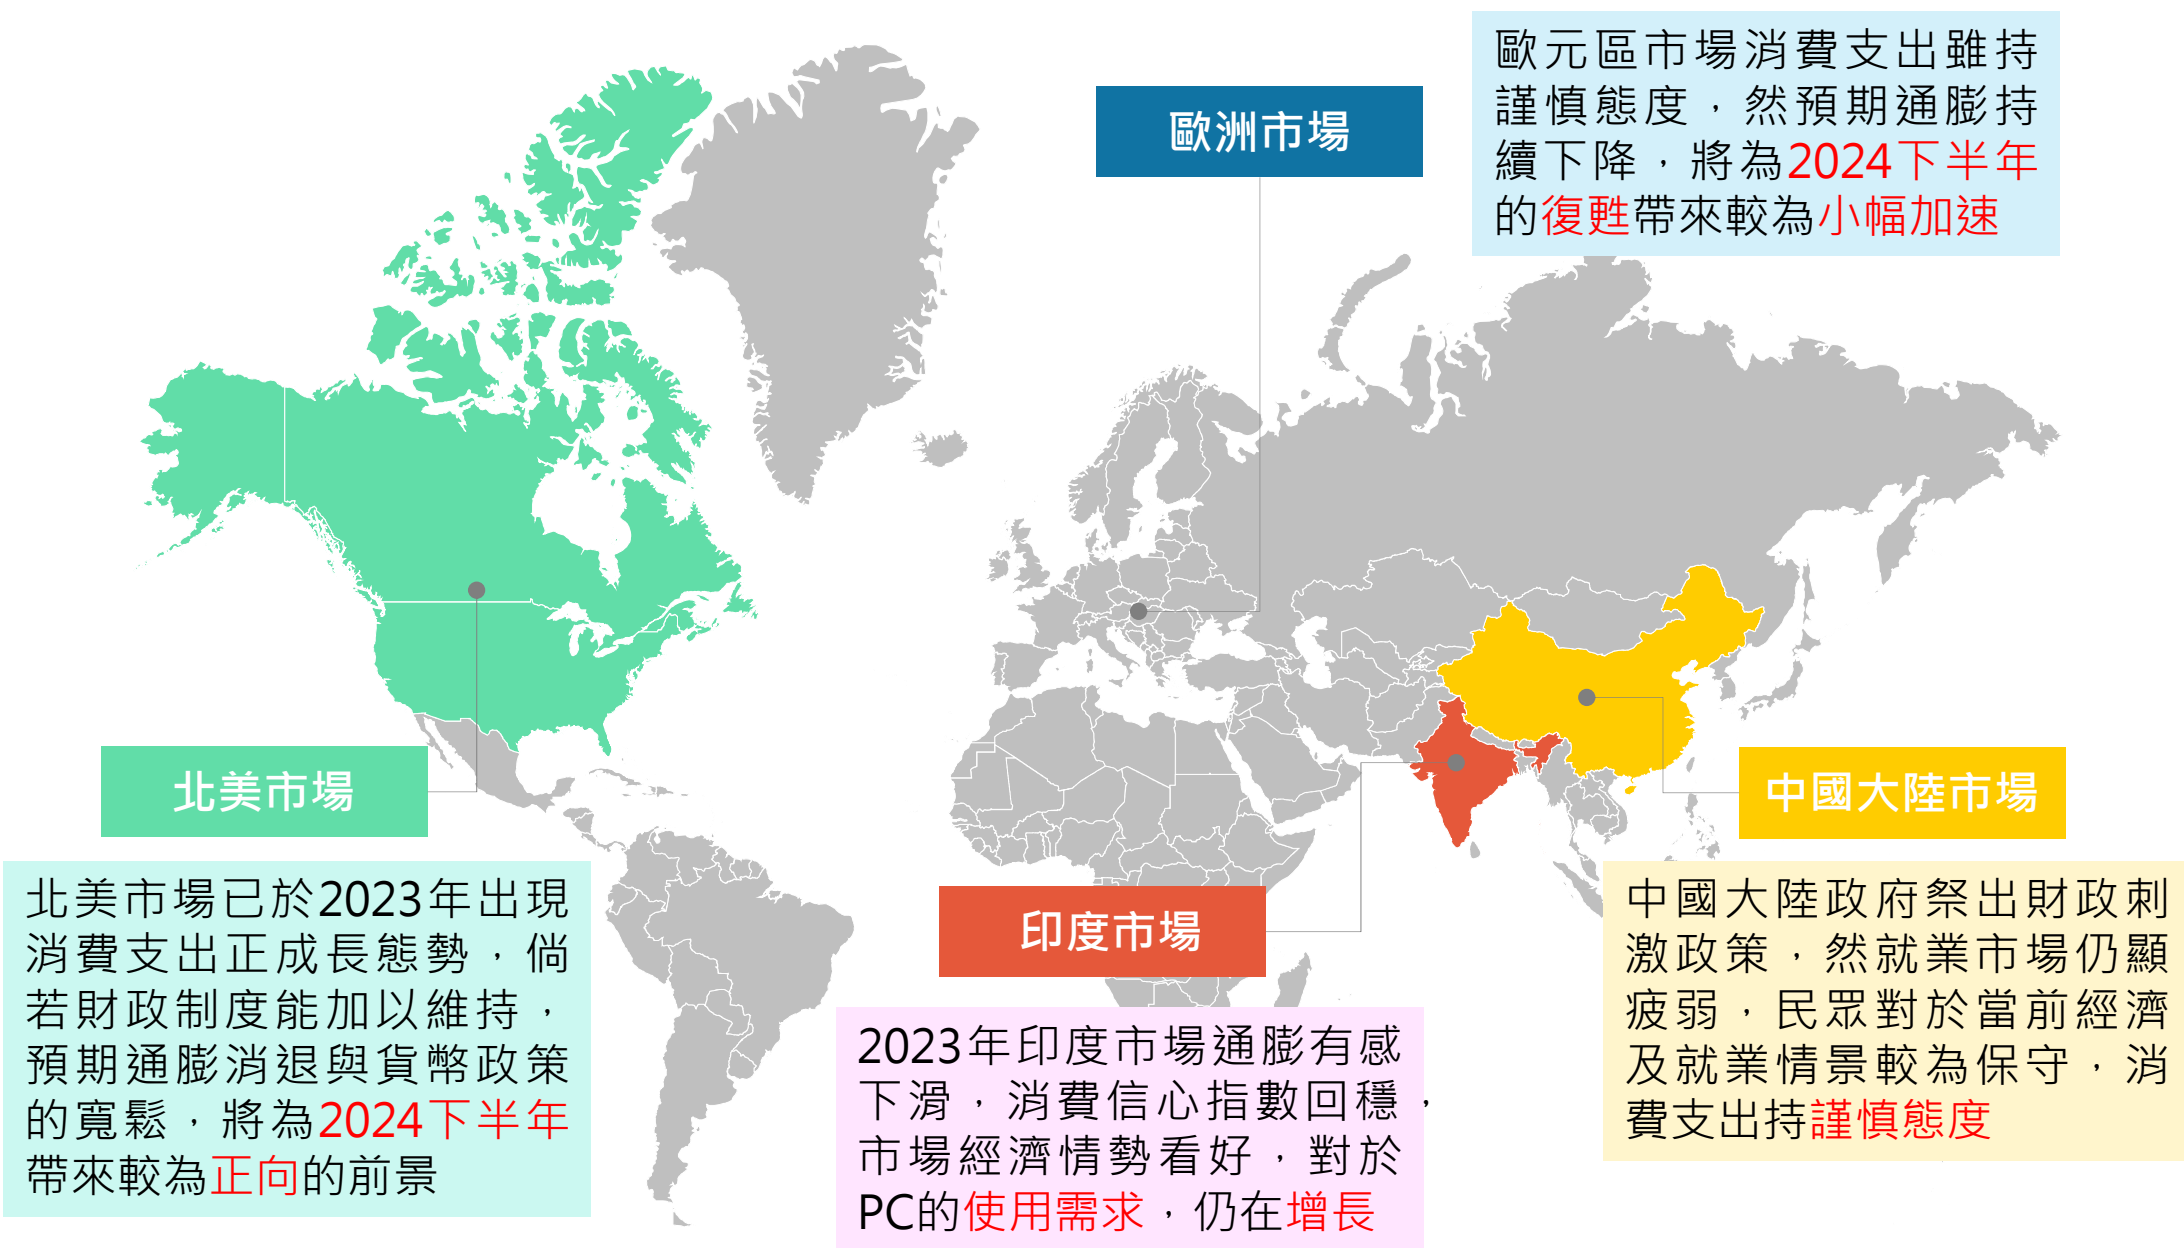 歐洲市場
歐元區市場消費支出雖持
謹慎態度，然預期通膨持
續下降，將為2024下半年
的復甦帶來較為小幅加速
北美市場
北美市場已於2023年出現
消費支出正成長態勢，倘
若財政制度能加以維持，
預期通膨消退與貨幣政策
的寬鬆，將為2024下半年
帶來較為正向的前景
印度市場
2023年印度市場通膨有感
下滑，消費信心指數回穩，
市場經濟情勢看好，對於
PC的使用需求，仍在增長
中國大陸市場
中國大陸政府祭出財政刺
激政策，然就業市場仍顯
疲弱，民眾對於當前經濟
及就業情景較為保守，消
費支出持謹慎態度